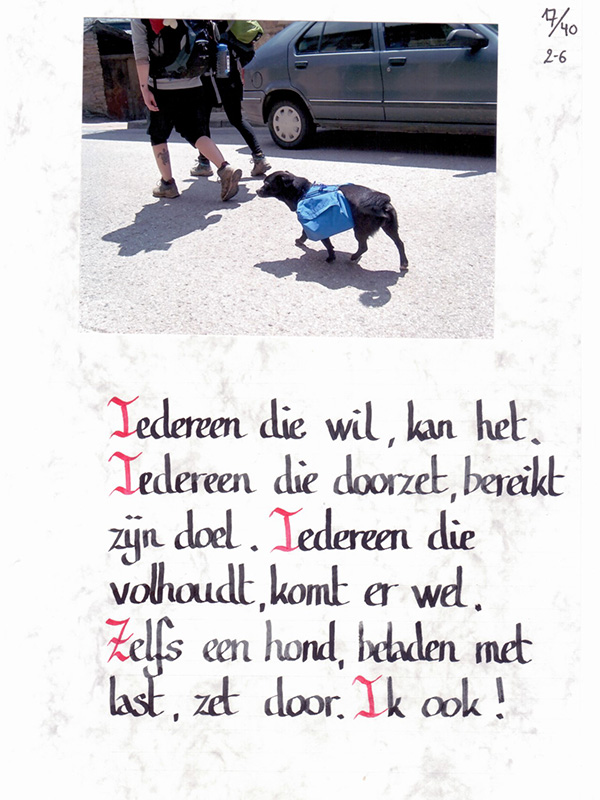 17/40
2-6
Iedereen die wil, kan het.
Iedereen die doorzet, bereikt
zijn doel. Iedereen die
volhoudt, komt er wel.
Zelfs een hond, beladen met
last, zet door. Ik ook!